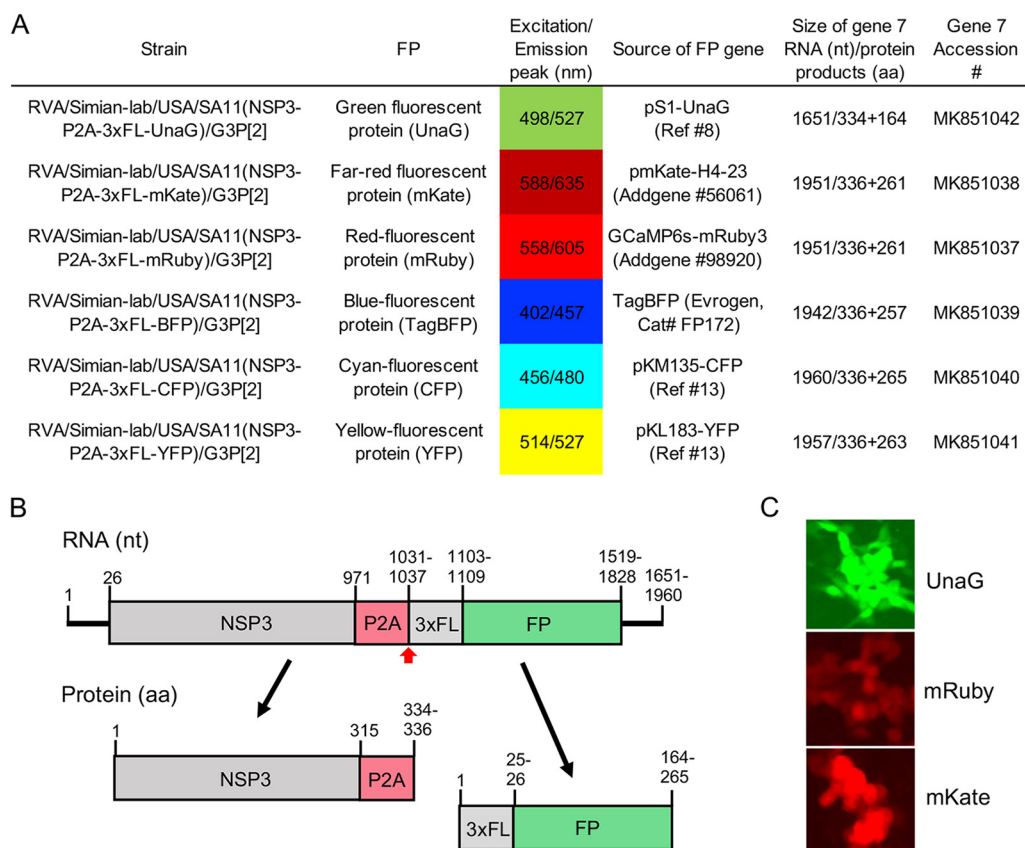 A
Strain
FP
Excitation/
Emission
peak (nm)
Source of FP gene
Size of gene 7
RNA (nt)/protein
products (aa)
Gene 7
Accession
#
RVA/Simian-lab/USA/SA11(NSP3-
P2A-3xFL-UnaG)/G3P[2]
Green fluorescent
protein (UnaG)
498/527
pS1-UnaG
(Ref #8)
1651/334+164
MK851042
RVA/Simian-lab/USA/SA11(NSP3-
P2A-3xFL-mKate)/G3P[2]
Far-red fluorescent
protein (mKate)
588/635
pmKate-H4-23
(Addgene #56061)
1951/336+261
MK851038
RVA/Simian-lab/USA/SA11(NSP3-
P2A-3xFL-mRuby)/G3P[2]
Red-fluorescent
protein (mRuby)
558/605
GCaMP6s-mRuby3
(Addgene #98920)
1951/336+261
MK851037
RVA/Simian-lab/USA/SA11(NSP3-
P2A-3xFL-BFP)/G3P[2]
Blue-fluorescent
protein (TagBFP)
402/457
TagBFP (Evrogen,
Cat# FP172)
1942/336+257
MK851039
RVA/Simian-lab/USA/SA11(NSP3-
P2A-3xFL-CFP)/G3P[2]
Cyan-fluorescent
protein (CFP)
456/480
pKM135-CFP
(Ref #13)
1960/336+265
MK851040
RVA/Simian-lab/USA/SA11(NSP3-
P2A-3xFL-YFP)/G3P[2]
Yellow-fluorescent
protein (YFP)
514/527
pKL183-YFP
(Ref #13)
1957/336+263
MK851041
B
RNA (nt)
1
26
971
1031-
1037
1103-
1109
1519-
1828
1651-
1960
NSP3
P2A
3xFL
FP
Protein (aa)
1
315
334-
336
NSP3
P2A
1
25-
26
164-
265
3xFL
FP
C
UnaG
mRuby
mKate